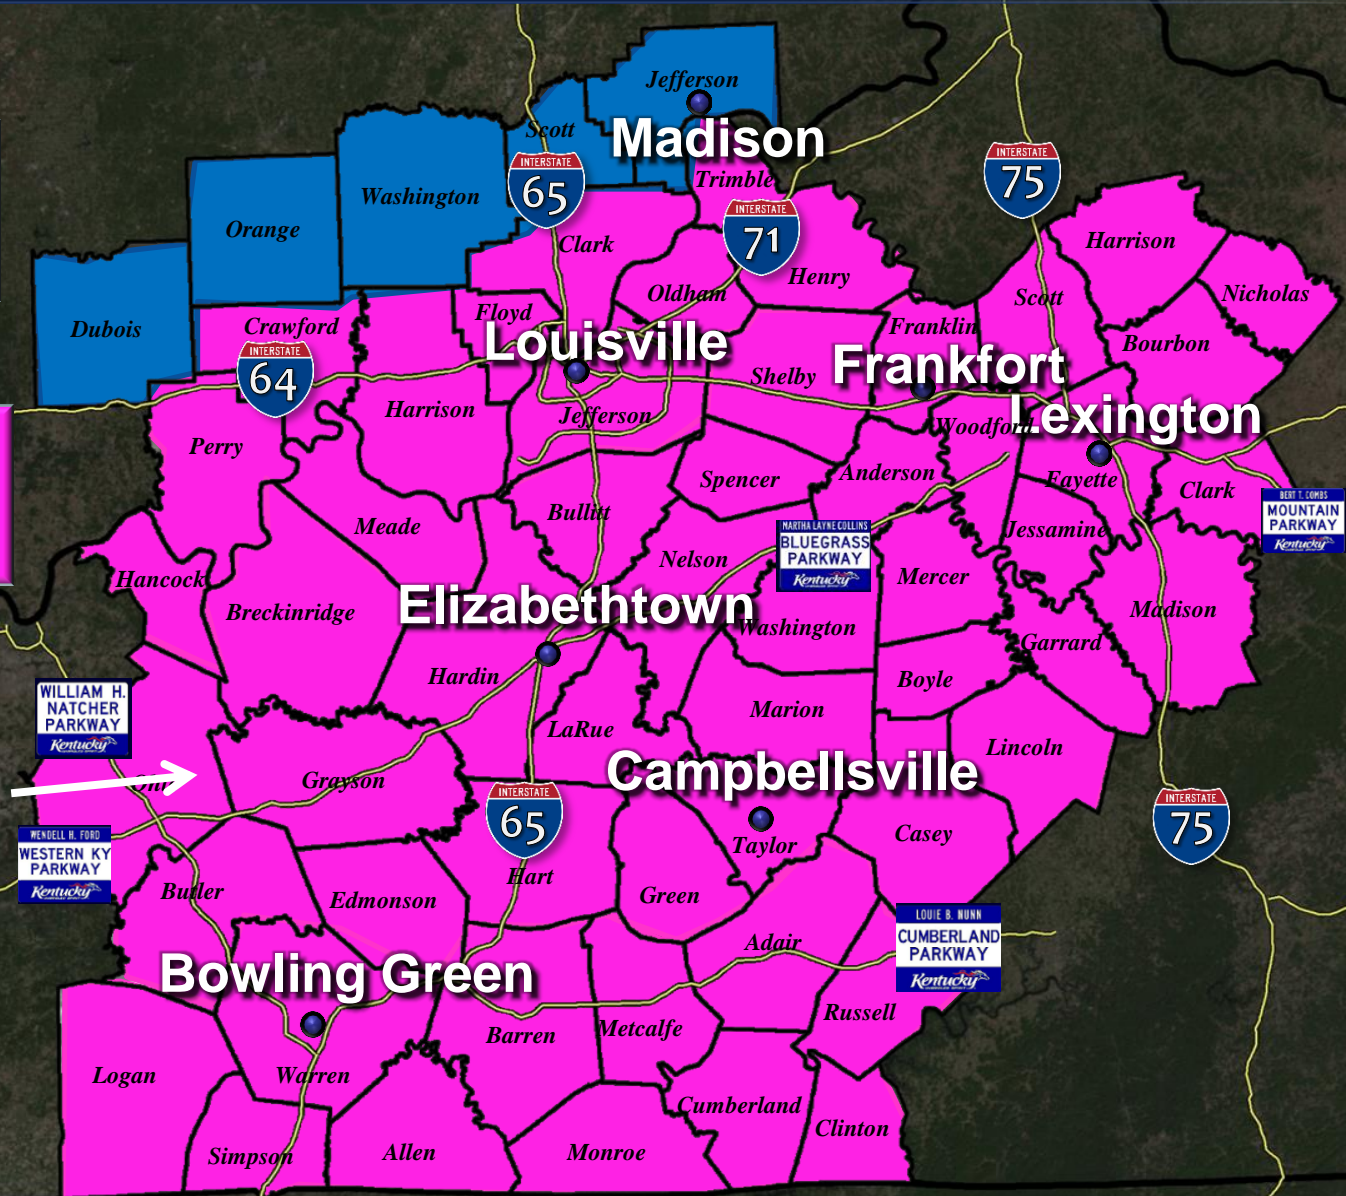 Jefferson
Madison
Scott
INTERSTATE
65
INTERSTATE
75
Trimble
Washington
Orange
INTERSTATE
71
Clark
Harrison
Henry
Oldham
Scott
Nicholas
Dubois
Crawford
Floyd
Franklin
Louisville
Bourbon
INTERSTATE
64
Shelby
Frankfort
Harrison
Jefferson
Woodford
Lexington
Perry
Spencer
Anderson
Fayette
Clark
Meade
Bullitt
Jessamine
BERT T. COMBS
MOUNTAIN
PARKWAY
Kentucky
MARTHA LAYNE COLLINS
BLUEGRASS
PARKWAY
Kentucky
Hancock
Nelson
Mercer
Breckinridge
Elizabethtown
Washington
Madison
Garrard
Hardin
Boyle
WILLIAM H.
NATCHER
PARKWAY
Kentucky
LaRue
Marion
Lincoln
Grayson
Campbellsville
INTERSTATE
65
INTERSTATE
75
WENDELL H. FORD
WESTERN KY
PARKWAY
Kentucky
Taylor
Casey
Butler
Edmonson
Hart
Green
LOUIE B. NUNN
CUMBERLAND
PARKWAY
Kentucky
Adair
Bowling Green
Russell
Barren
Metcalfe
Logan
Warren
Cumberland
Clinton
Simpson
Allen
Monroe